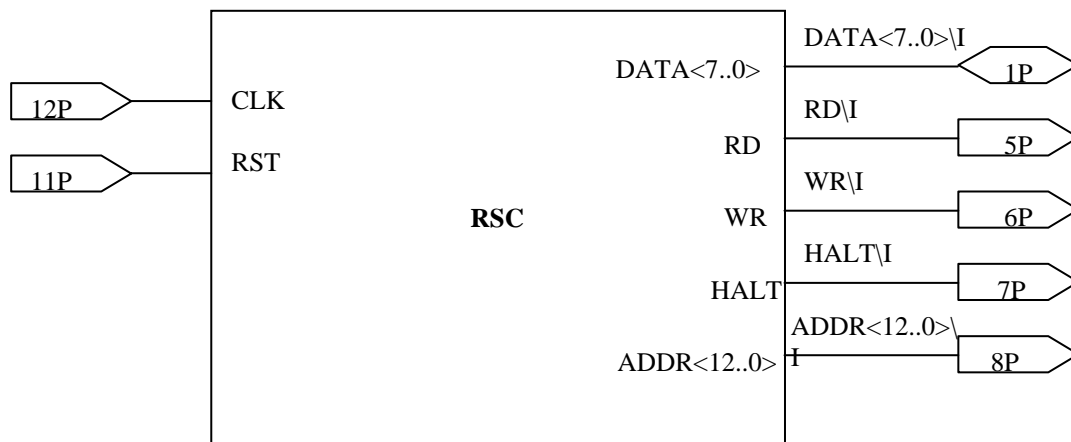 DATA<7..0>\I
DATA<7..0>
1P
12P
CLK
RD\I
RD
5P
11P
RST
WR\I
RSC
WR
6P
HALT\I
HALT
7P
ADDR<12..0>\
I
ADDR<12..0>
8P